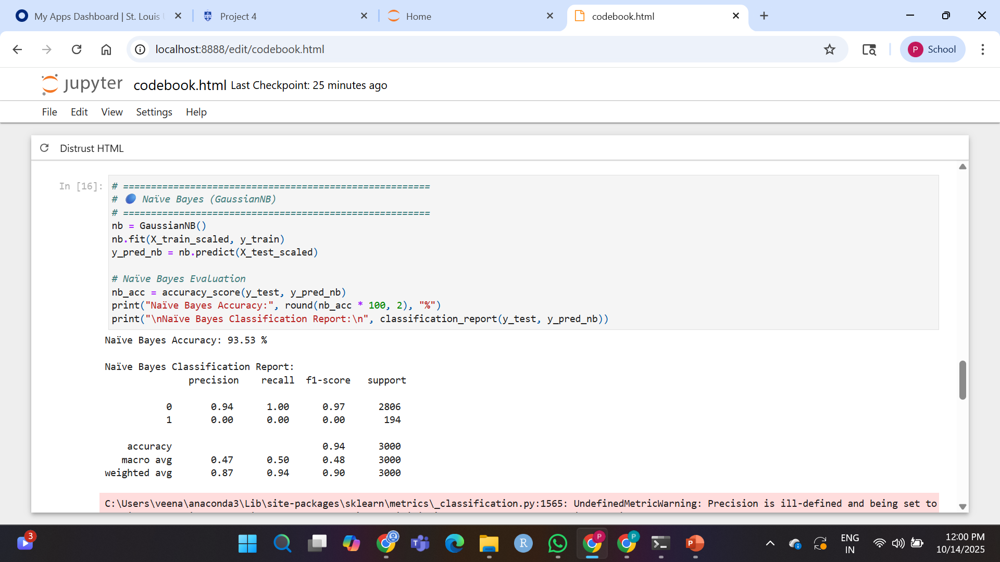 My Apps Dashboard | St. Louis
Project 4
Home
codebook.html
localhost:8888/edit/codebook.html
P School
jupyter codebook.html Last Checkpoint: 25 minutes ago
File Edit View Settings Help
Distrust HTML
In [16]:
# =======================================================
# 🔵 Naïve Bayes (GaussianNB)
# =======================================================
nb = GaussianNB()
nb.fit(X_train_scaled, y_train)
y_pred_nb = nb.predict(X_test_scaled)
# Naïve Bayes Evaluation
nb_acc = accuracy_score(y_test, y_pred_nb)
print("Naïve Bayes Accuracy:", round(nb_acc * 100, 2), "%")
print("\nNaïve Bayes Classification Report:\n", classification_report(y_test, y_pred_nb))
Naïve Bayes Accuracy: 93.53 %
Naïve Bayes Classification Report:
precision recall f1-score support
0 0.94 1.00 0.97 2806
1 0.00 0.00 0.00 194
accuracy 0.94 3000
macro avg 0.47 0.50 0.48 3000
weighted avg 0.87 0.94 0.90 3000
C:\Users\veena\anaconda3\Lib\site-packages\sklearn\metrics\_classification.py:1565: UndefinedMetricWarning: Precision is ill-defined and being set to
3
T
R
P
P
P
ENG
IN
12:00 PM
10/14/2025